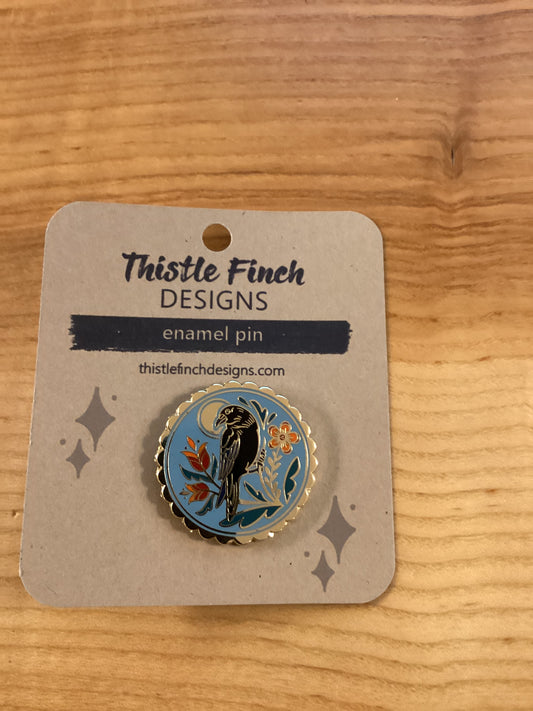 Thistle Finch
DESIGNS
enamel pin
thistlefinchdesigns.com